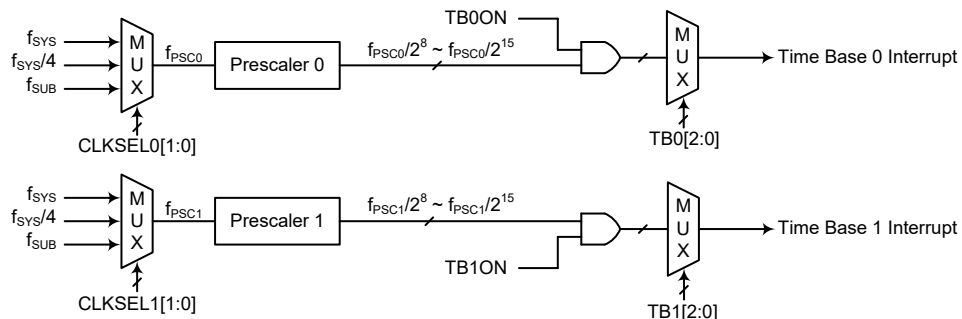 TB0ON
fSYS
fSYS/4
fSUB
M
U
X
fPSC0
Prescaler 0
fPSC0/2^8 ~ fPSC0/2^15
M
U
X
Time Base 0 Interrupt
CLKSEL0[1:0]
TB0[2:0]
fSYS
fSYS/4
fSUB
M
U
X
fPSC1
Prescaler 1
fPSC1/2^8 ~ fPSC1/2^15
M
U
X
Time Base 1 Interrupt
TB1ON
CLKSEL1[1:0]
TB1[2:0]